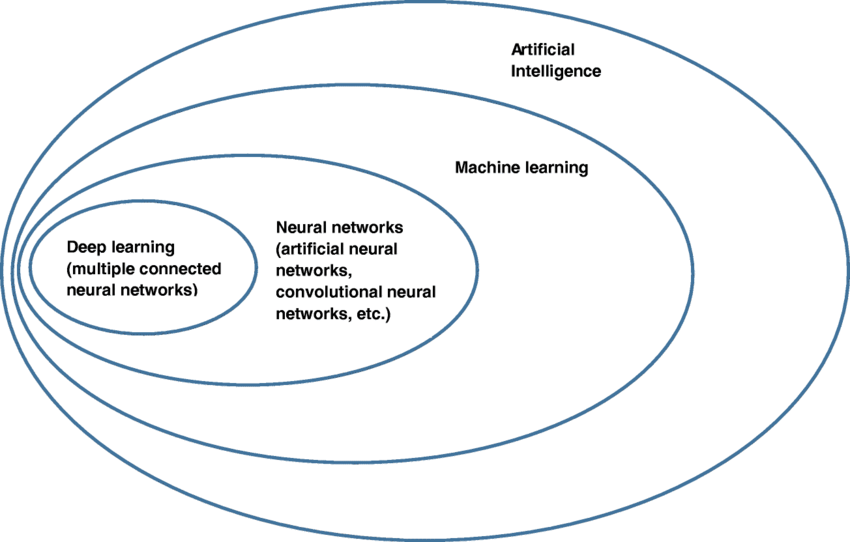 Artificial
Intelligence
Machine learning
Neural networks
(artificial neural
networks,
convolutional neural
networks, etc.)
Deep learning
(multiple connected
neural networks)